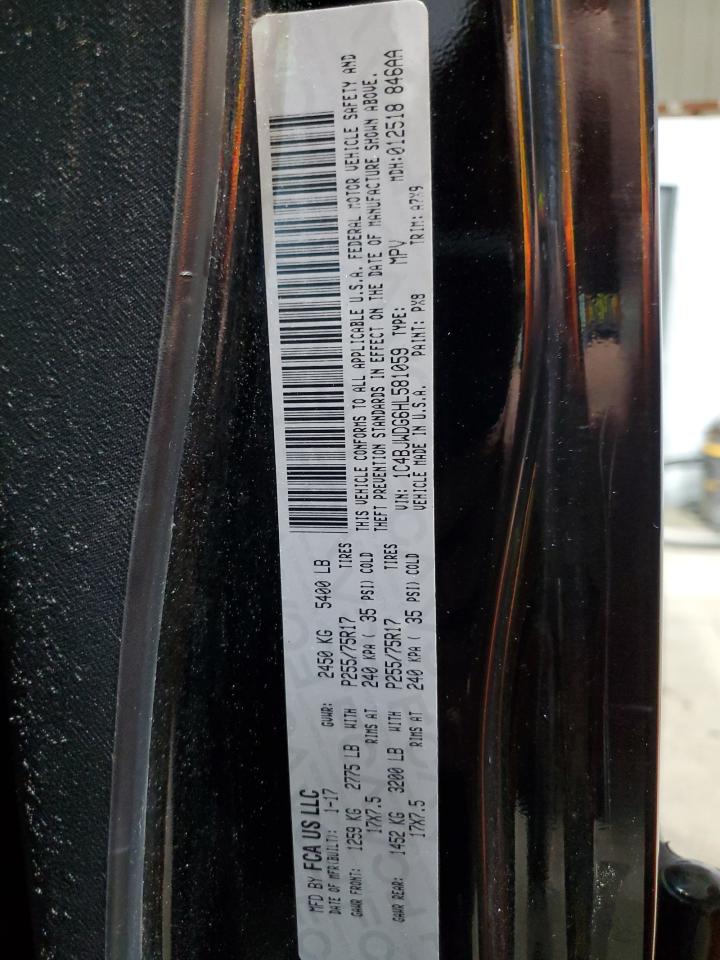 MFD BY FCA US LLC
DATE OF MFR(BUILT): 1-17 GVWR: 2450 KG 5400 LB
GAWR FRONT: 1259 KG 2775 LB WITH P255/75R17 TIRES
17X7.5 RIMS AT 240 KPA ( 35 PSI) COLD
GAWR REAR: 1452 KG 3200 LB WITH P255/75R17 TIRES
17X7.5 RIMS AT 240 KPA ( 35 PSI) COLD
THIS VEHICLE CONFORMS TO ALL APPLICABLE U.S.A. FEDERAL MOTOR VEHICLE SAFETY AND
THEFT PREVENTION STANDARDS IN EFFECT ON THE DATE OF MANUFACTURE SHOWN ABOVE.
VIN: 1C4BJWDG6HL581059 TYPE: MPV MDH:012518 846AA
VEHICLE MADE IN U.S.A. PAINT: PX9 TRIM: A7X9